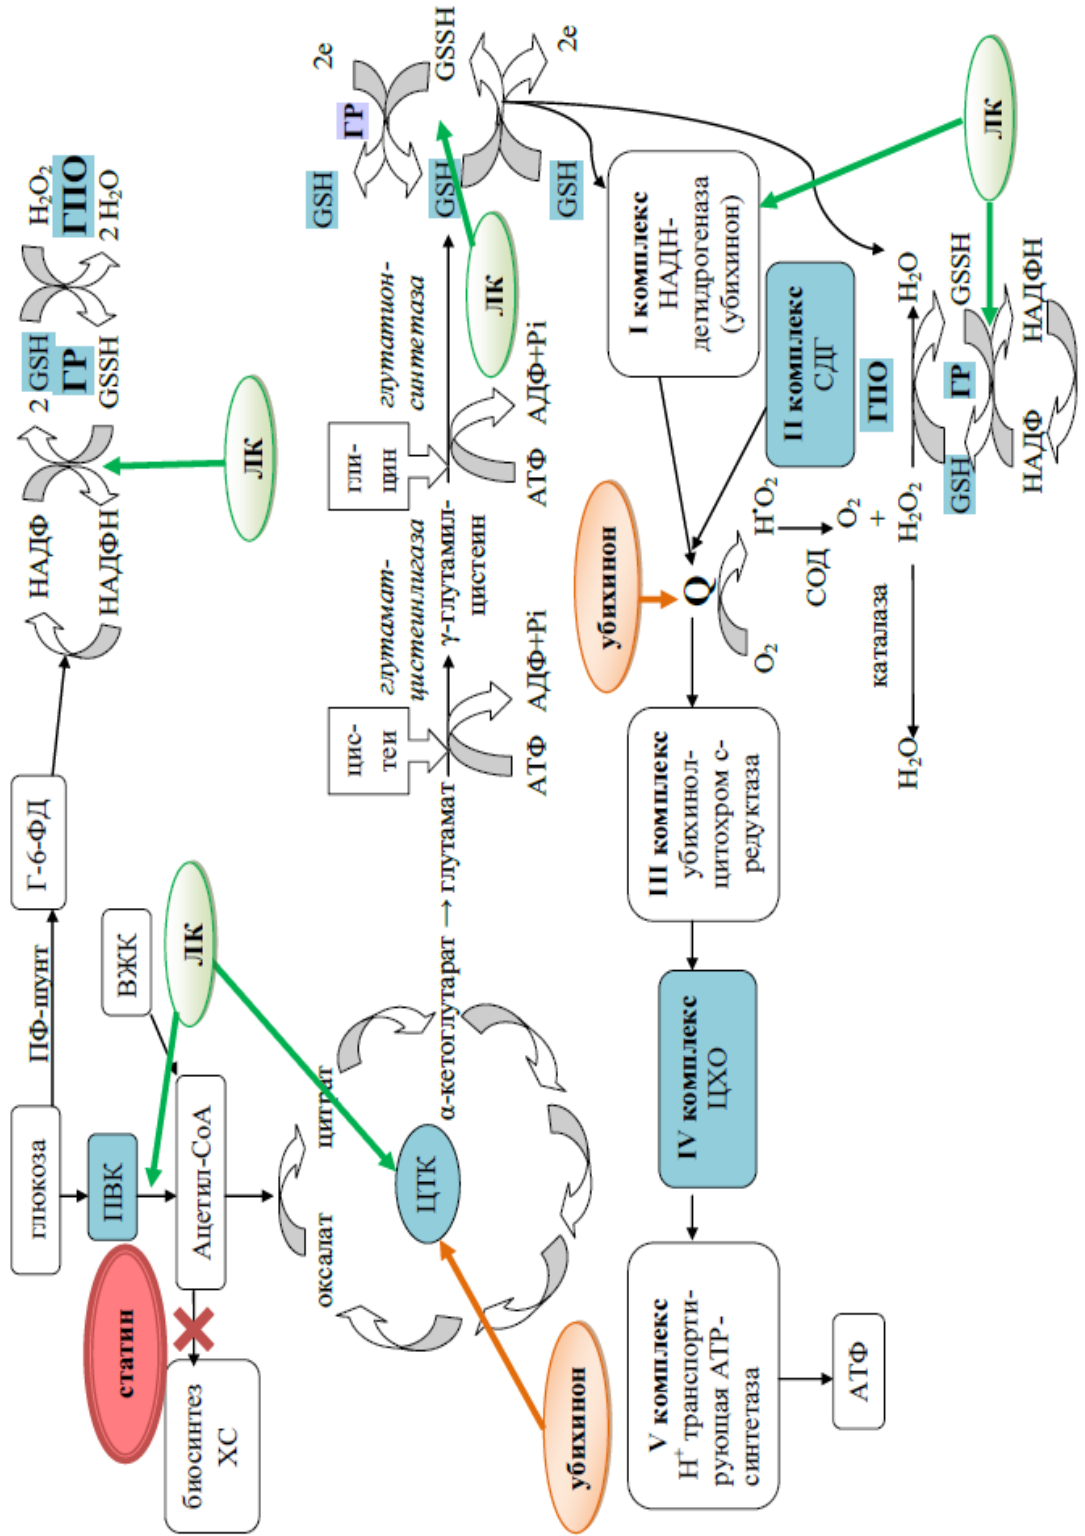 глюкоза
ПФ-шунт
Г-6-ФД
НАДФ
НАДФН
2 GSH
ГР
GSSH
H₂O₂
ГПО
2 H₂O
ЛК
статин
ПВК
ВЖК
ЛК
биосинтез
ХС
Ацетил-СоА
оксалат
цитрат
ЦТК
убихинон
α-кетоглутарат → глутамат
цис-
теи
глутамат-
цистеинлигаза
γ-глутамил-
цистеин
АТФ
АДФ+Pi
гли-
цин
глутатион-
синтетаза
АТФ
АДФ+Pi
ЛК
GSH
ГР
2e
GSH
GSSH
GSH
2e
V комплекс
H⁺ транспорти-
рующая АТР-
синтетаза
АТФ
IV комплекс
ЦХО
III комплекс
убихинол-
цитохром с-
редуктаза
убихинон
Q
I комплекс
НАДН-
детидрогеназа
(убихинон)
II комплекс
СДГ
O₂
H•O₂
СОД
O₂
+
H₂O
каталаза
H₂O₂
ГПО
H₂O
GSH
ГР
GSSH
НАДФ
НАДФН
ЛК